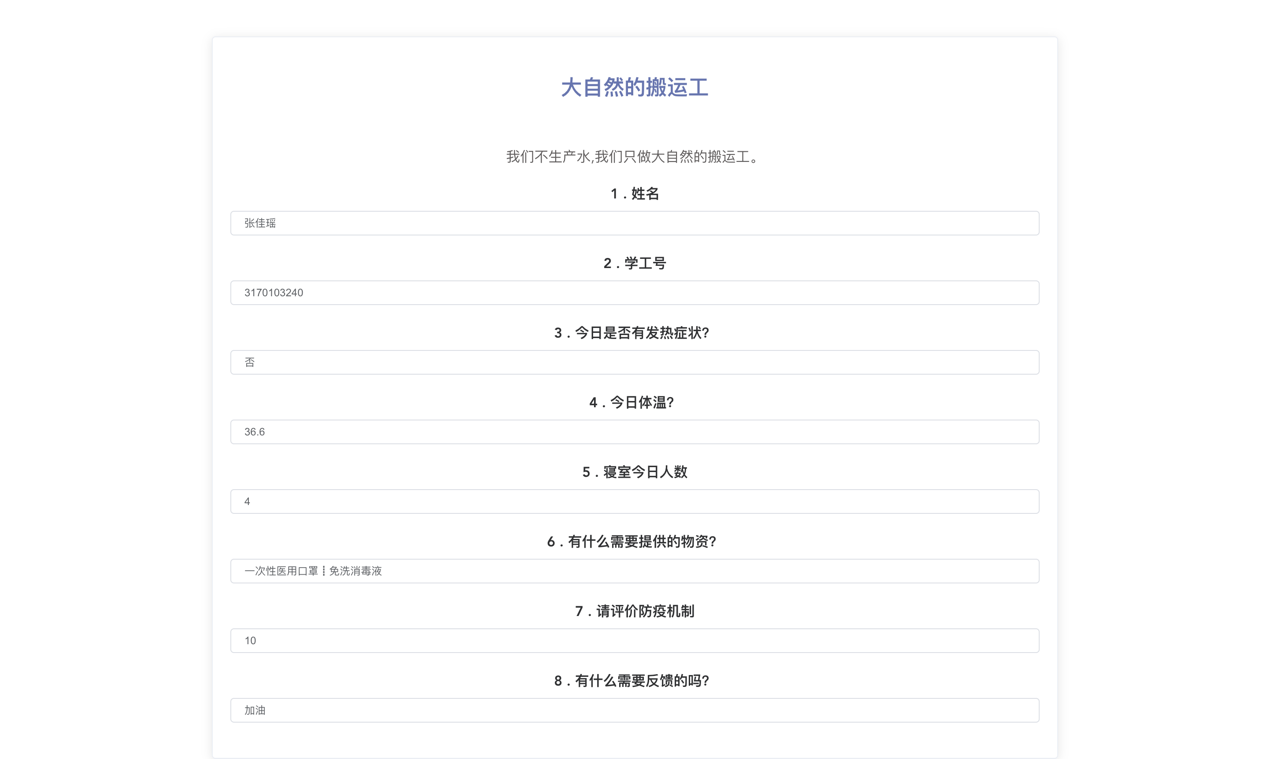 大自然的搬运工
我们不生产水,我们只做大自然的搬运工。
1 . 姓名
张佳瑶
2 . 学工号
3170103240
3 . 今日是否有发热症状?
否
4 . 今日体温?
36.6
5 . 寝室今日人数
4
6 . 有什么需要提供的物资?
一次性医用口罩┋免洗消毒液
7 . 请评价防疫机制
10
8 . 有什么需要反馈的吗?
加油